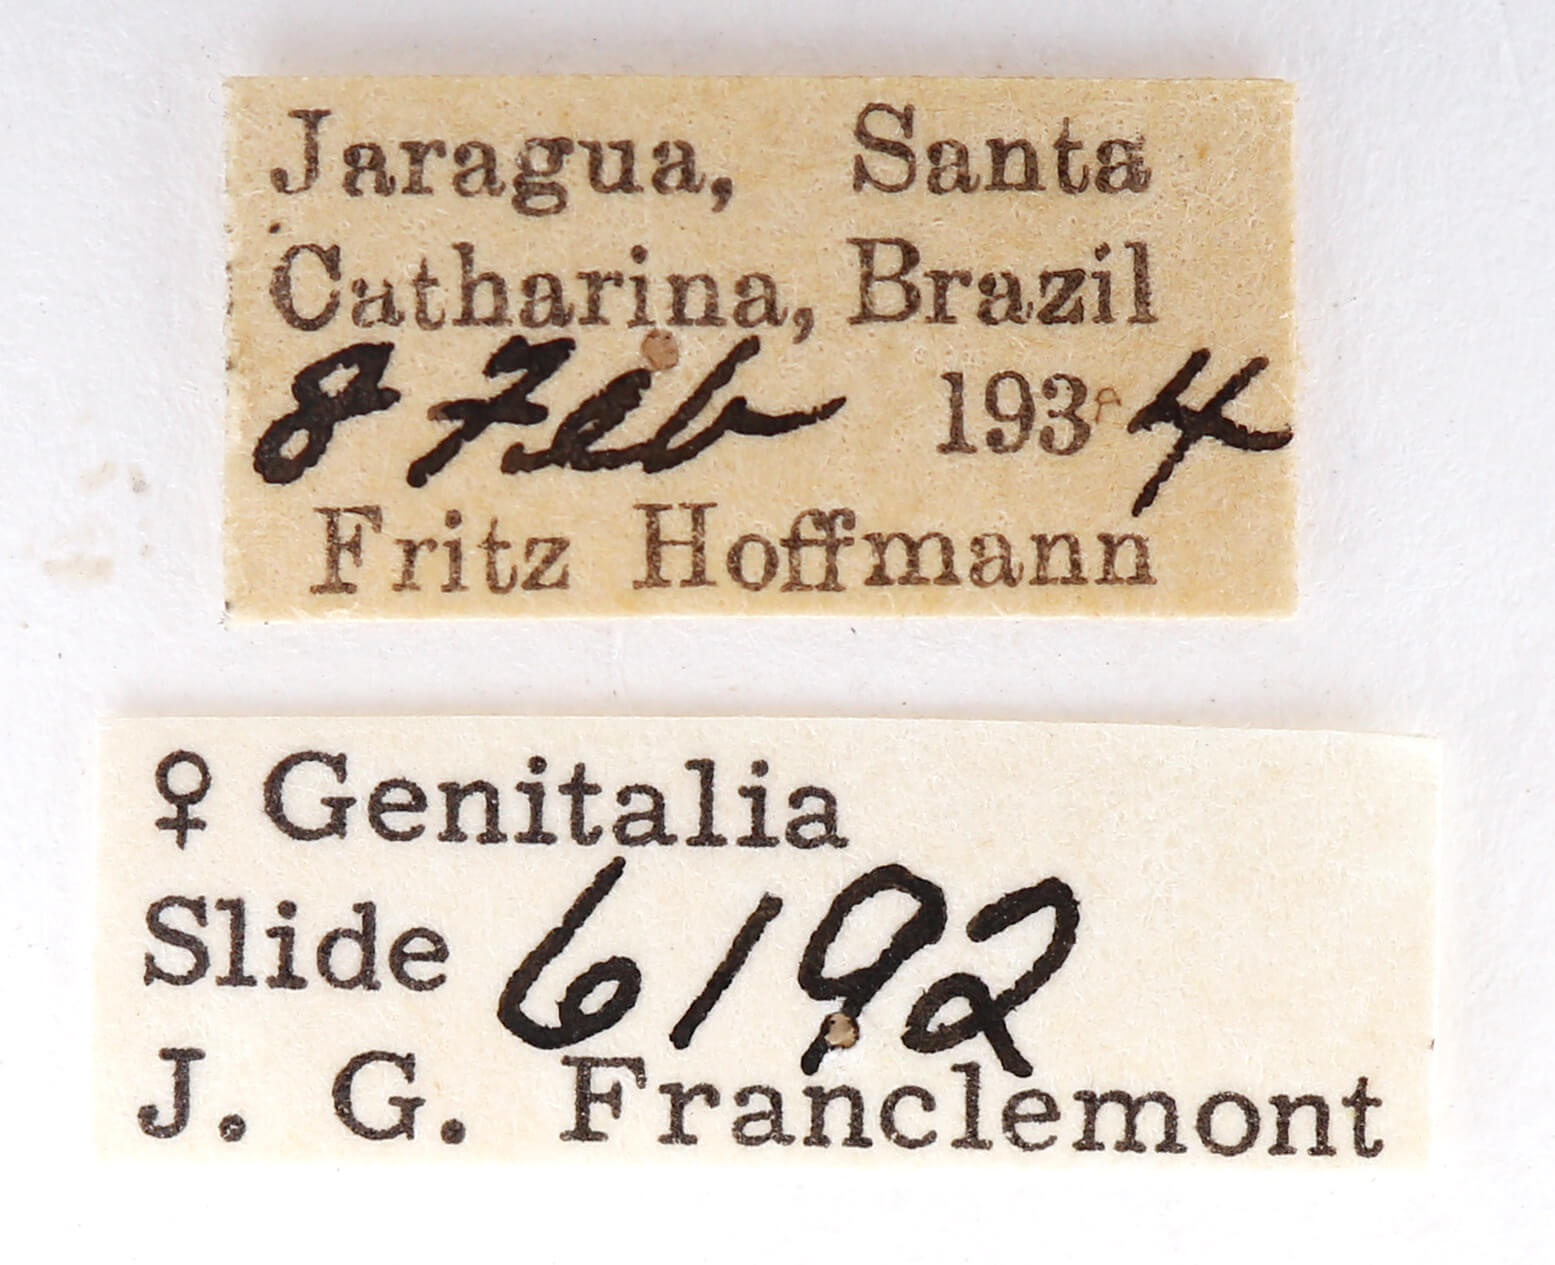 Jaragua, Santa
Catharina, Brazil
8 Feb 1934
Fritz Hoffmann
♀ Genitalia
Slide 6192
J. G. Franclemont